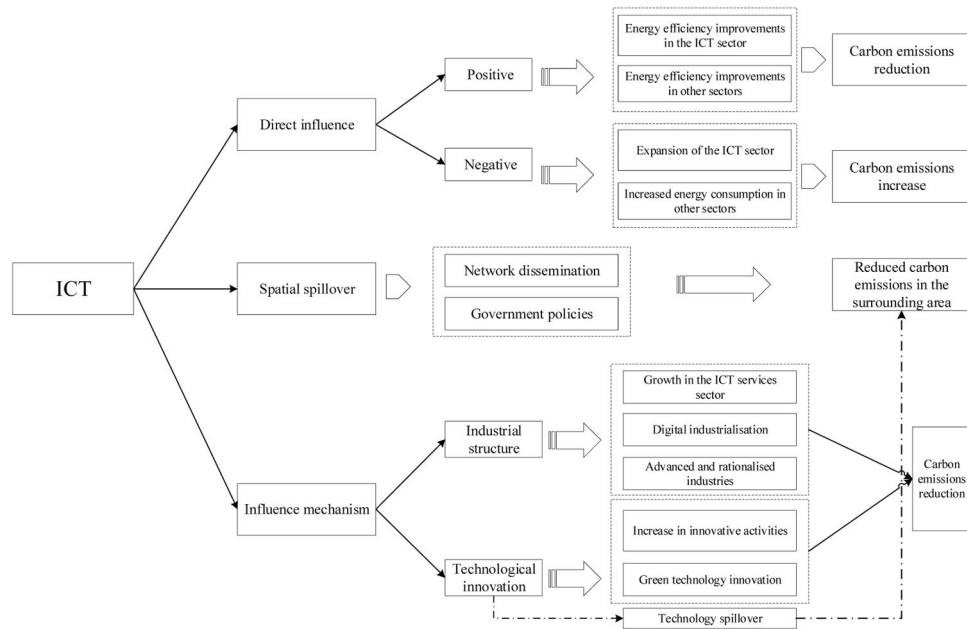 ICT
Direct influence
Positive
Energy efficiency improvements
in the ICT sector
Energy efficiency improvements
in other sectors
Carbon emissions
reduction
Negative
Expansion of the ICT sector
Increased energy consumption in
other sectors
Carbon emissions
increase
Spatial spillover
Network dissemination
Government policies
Reduced carbon
emissions in the
surrounding area
Influence mechanism
Industrial
structure
Growth in the ICT services
sector
Digital industrialisation
Advanced and rationalised
industries
Technological
innovation
Increase in innovative activities
Green technology innovation
Technology spillover
Carbon
emissions
reduction